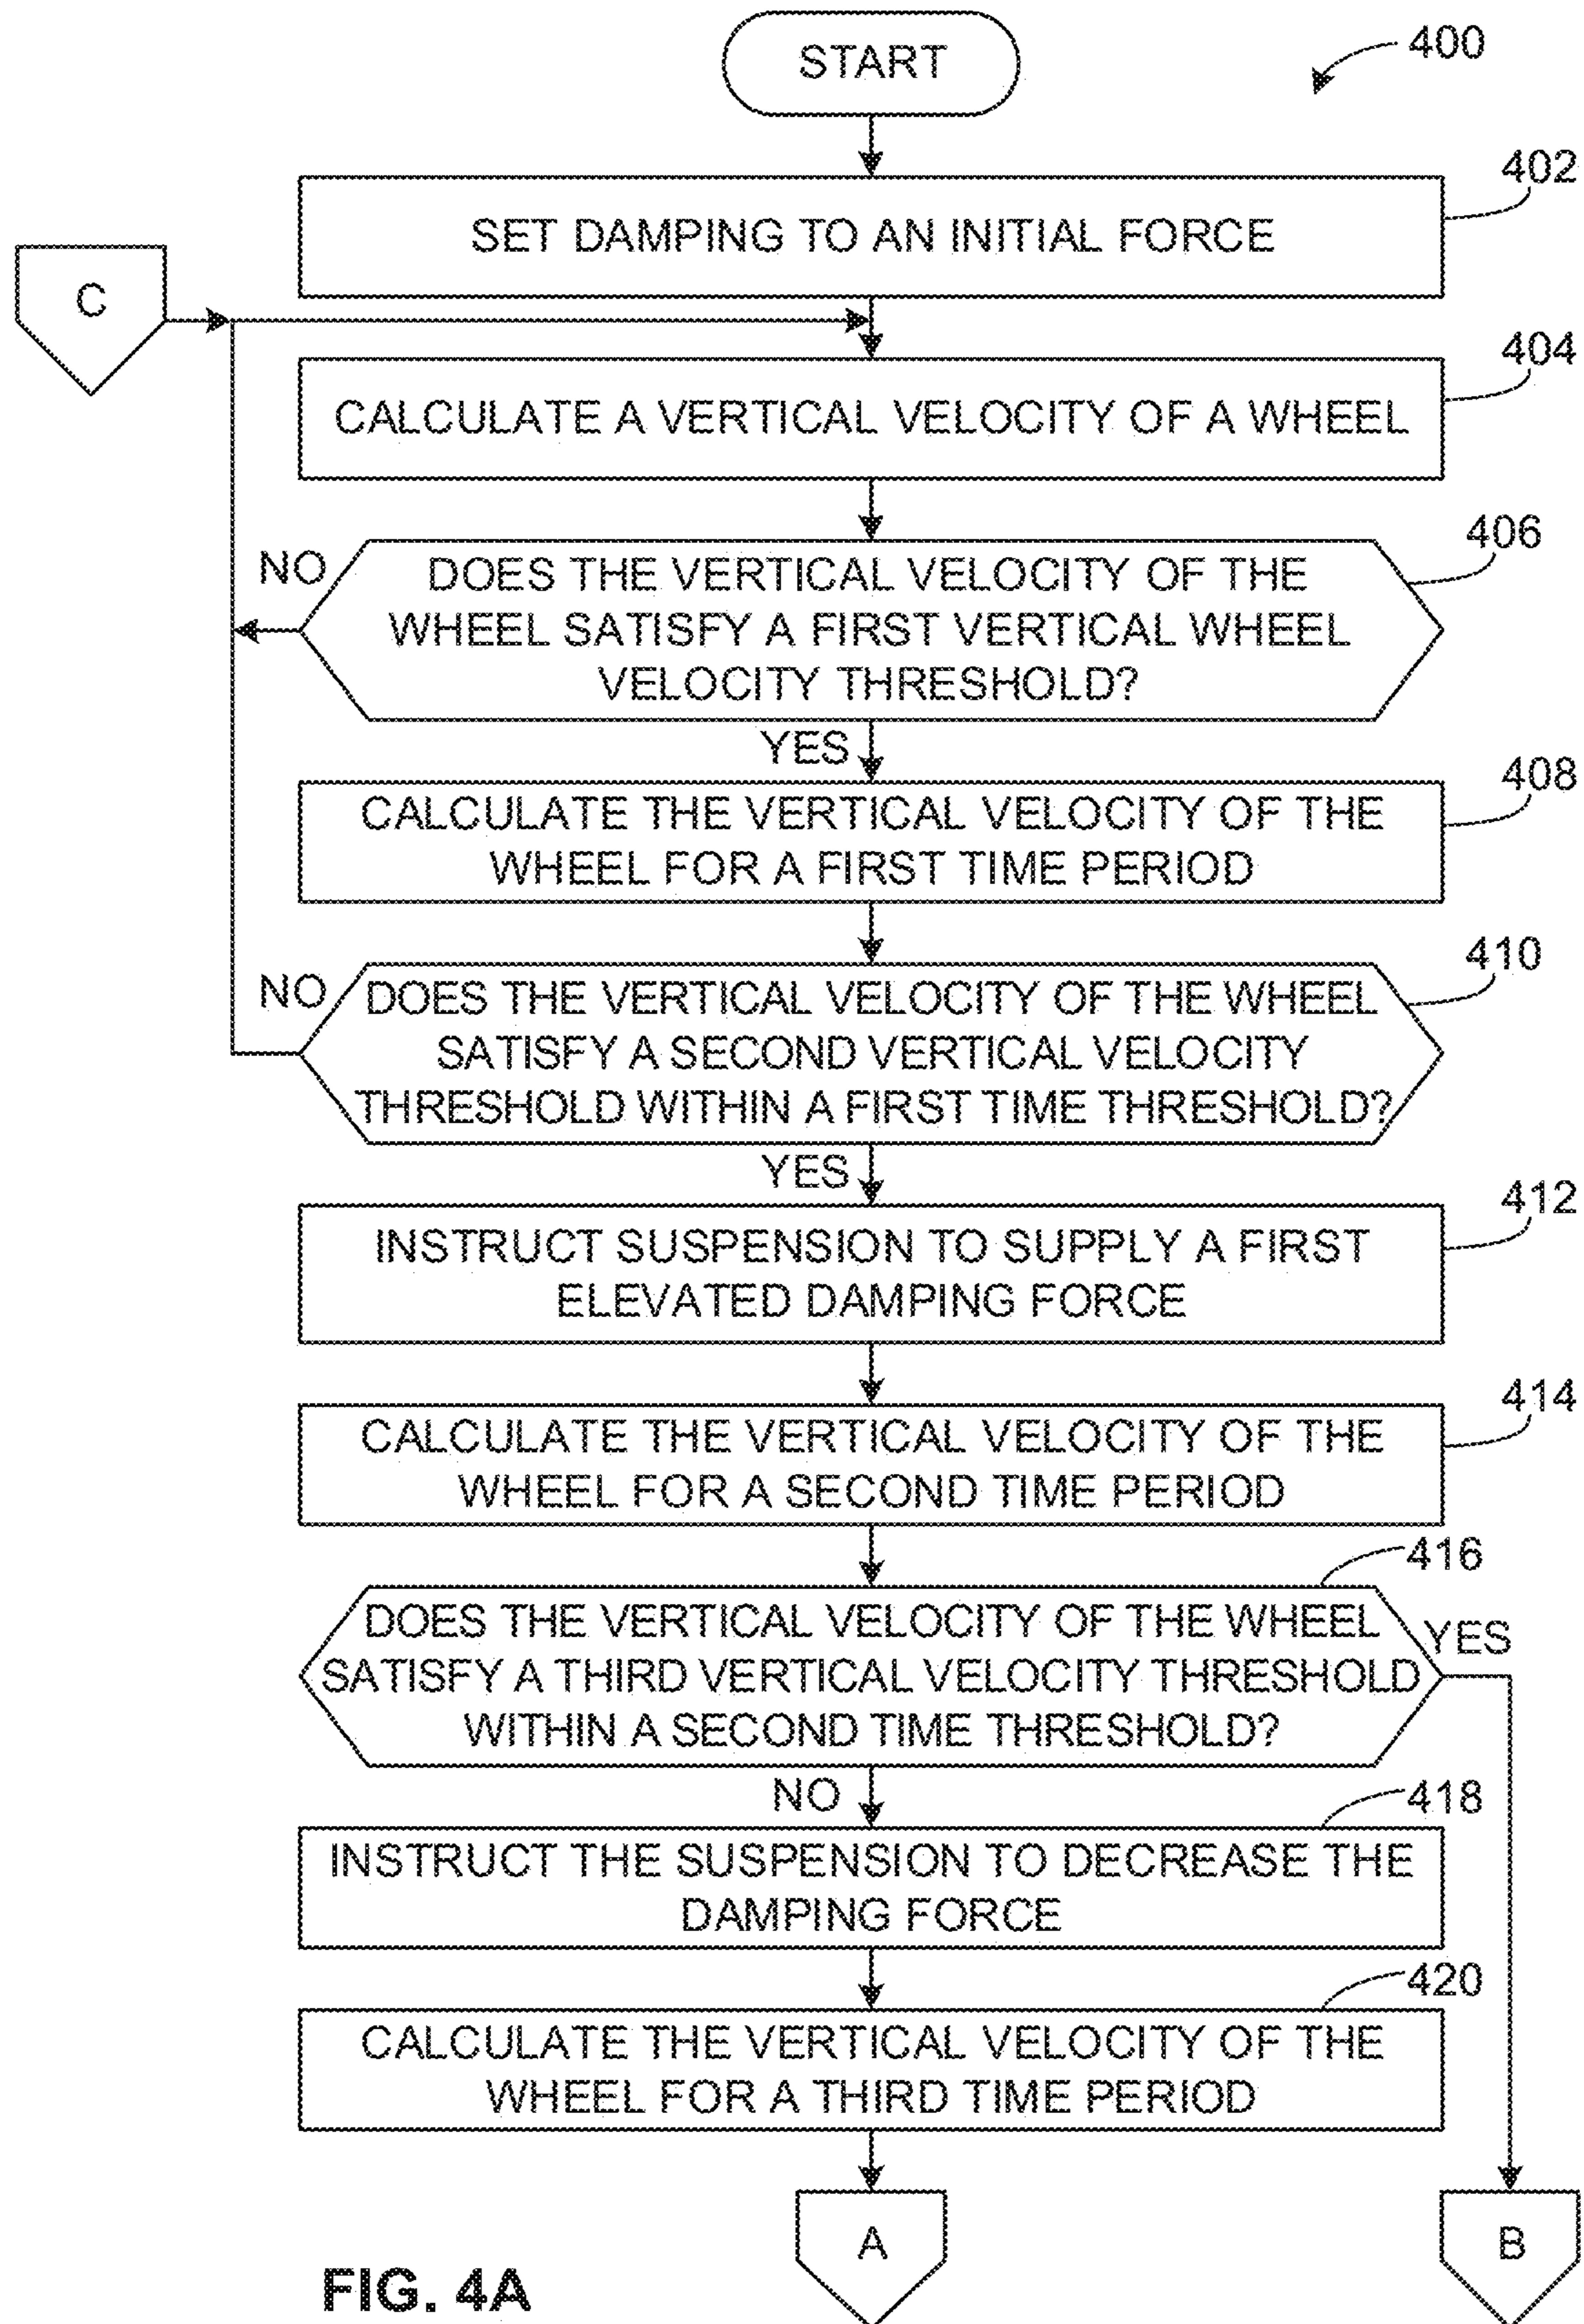 START
400
402
SET DAMPING TO AN INITIAL FORCE
C
404
CALCULATE A VERTICAL VELOCITY OF A WHEEL
406
NO
DOES THE VERTICAL VELOCITY OF THE
WHEEL SATISFY A FIRST VERTICAL WHEEL
VELOCITY THRESHOLD?
YES
408
CALCULATE THE VERTICAL VELOCITY OF THE
WHEEL FOR A FIRST TIME PERIOD
410
NO
DOES THE VERTICAL VELOCITY OF THE WHEEL
SATISFY A SECOND VERTICAL VELOCITY
THRESHOLD WITHIN A FIRST TIME THRESHOLD?
YES
412
INSTRUCT SUSPENSION TO SUPPLY A FIRST
ELEVATED DAMPING FORCE
414
CALCULATE THE VERTICAL VELOCITY OF THE
WHEEL FOR A SECOND TIME PERIOD
416
DOES THE VERTICAL VELOCITY OF THE WHEEL
SATISFY A THIRD VERTICAL VELOCITY THRESHOLD
WITHIN A SECOND TIME THRESHOLD?
YES
NO
418
INSTRUCT THE SUSPENSION TO DECREASE THE
DAMPING FORCE
420
CALCULATE THE VERTICAL VELOCITY OF THE
WHEEL FOR A THIRD TIME PERIOD
A
B
FIG. 4A